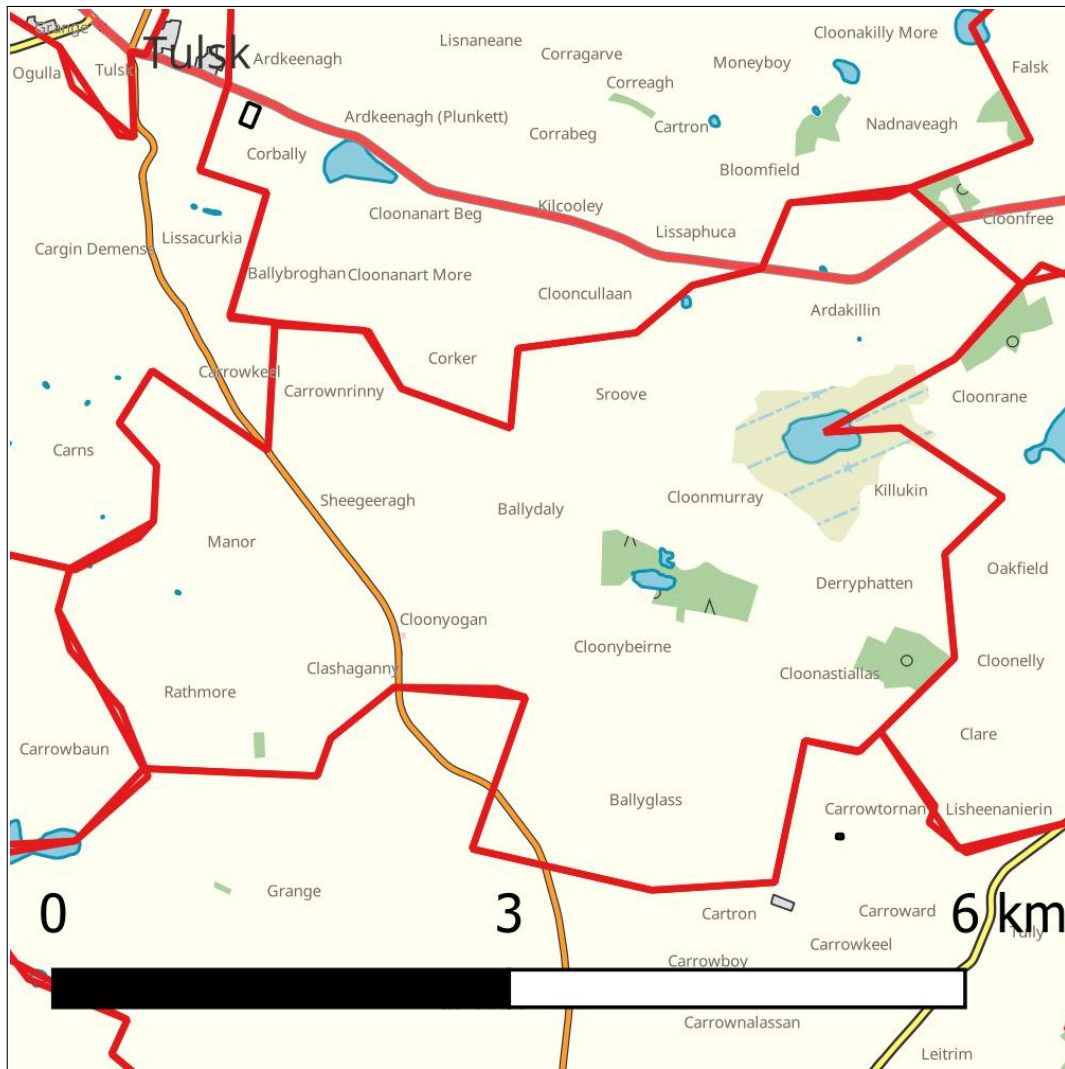 Grange
Tulsk
Lisnaneane
Cloonakilly More
Ardkeenagh
Corragarve
Moneyboy
Ogulla
Tulsk
Falsk
Correagh
Ardkeenagh (Plunkett)
Corrabeg
Cartron
Nadnaveagh
Corbally
Bloomfield
Cloonanart Beg
Kilcooley
Cloonfree
Lissacurkia
Lissaphuca
Cargin Demense
Ballybroghan
Cloonanart More
Clooncullaan
Ardakillin
Corker
Carrowkeel
Carrownrinny
Sroove
Cloonrane
Carns
Killukin
Cloonmurray
Sheegeeragh
Ballydaly
Manor
Oakfield
Derryphatten
Cloonyogan
Cloonybeirne
Clashaganny
Cloonastiallas
Cloonelly
Rathmore
Clare
Carrowbaun
Ballyglass
Carrowtornan
Lisheenanierin
Grange
0
3
6 km
Cartron
Carroward
Tully
Carrowkeel
Carrowboy
Carrownalassan
Leitrim